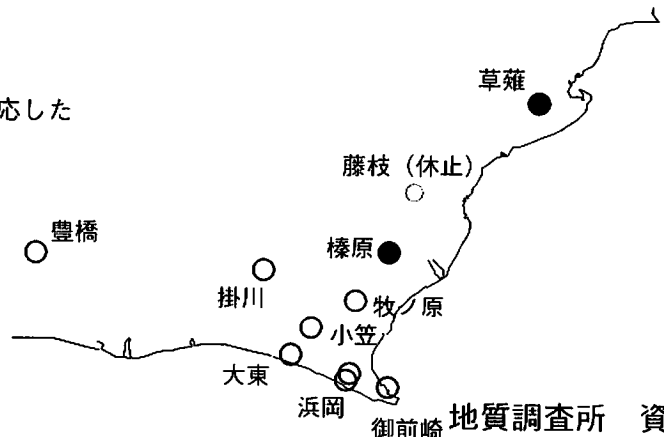 草薙
応した
藤枝（休止）
豊橋
榛原
掛川
牧ノ原
小笠
大東
浜岡
御前崎
地質調査所　資